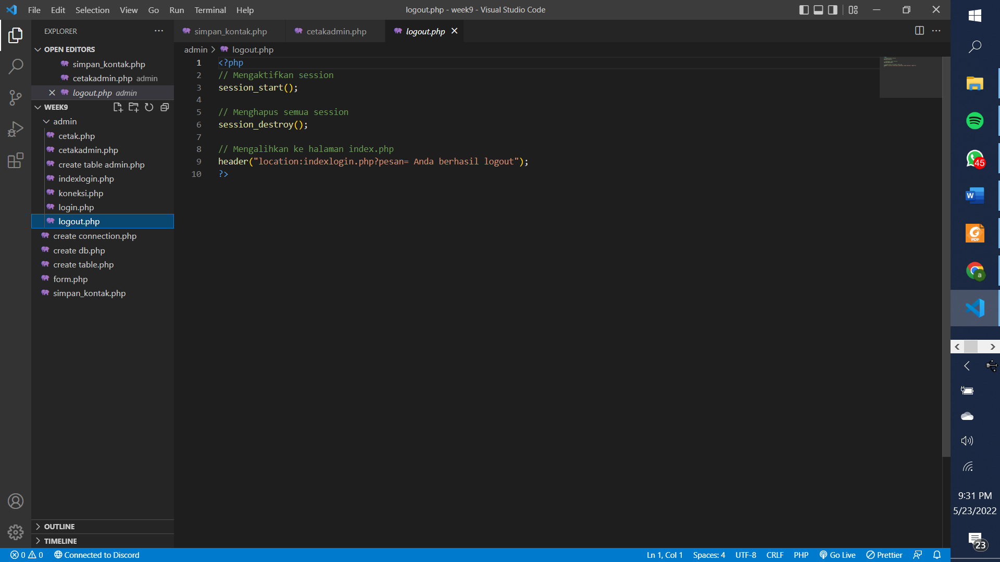 File Edit Selection View Go Run Terminal Help
logout.php - week9 - Visual Studio Code
EXPLORER
OPEN EDITORS
simpan_kontak.php
cetakadmin.php admin
logout.php admin
WEEK9
admin
cetak.php
cetakadmin.php
create table admin.php
indexlogin.php
koneksi.php
login.php
logout.php
create connection.php
create db.php
create table.php
form.php
simpan_kontak.php
OUTLINE
TIMELINE
simpan_kontak.php cetakadmin.php logout.php
admin > logout.php
1 <?php
2 // Mengaktifkan session
3 session_start();
4
5 // Menghapus semua session
6 session_destroy();
7
8 // Mengalihkan ke halaman index.php
9 header("location:indexlogin.php?pesan= Anda berhasil logout");
10 ?>
0 0 Connected to Discord
Ln 1, Col 1 Spaces: 4 UTF-8 CRLF PHP Go Live Prettier
45
W
PDF
a
9:31 PM
5/23/2022
23